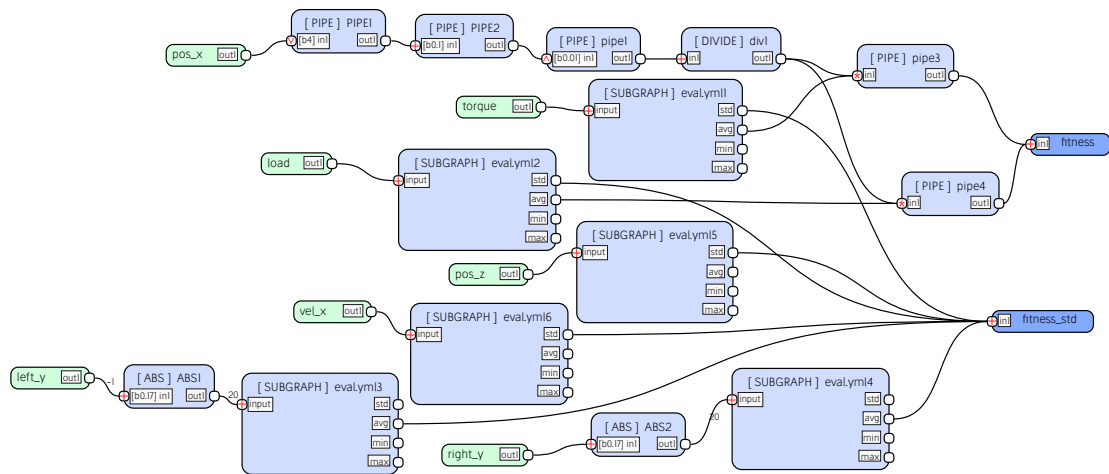 [ PIPE ] PIPE1
[b4] in1
out1
[ PIPE ] PIPE2
[b0.1] in1
out1
[ PIPE ] pipe1
[b0.01] in1
out1
[ DIVIDE ] div1
in1
out1
[ PIPE ] pipe3
in1
out1
pos_x
out1
torque
out1
[ SUBGRAPH ] eval.yml1
input
std
avg
min
max
fitness
in1
load
out1
[ SUBGRAPH ] eval.yml2
input
std
avg
min
max
[ PIPE ] pipe4
in1
out1
pos_z
out1
[ SUBGRAPH ] eval.yml5
input
std
avg
min
max
vel_x
out1
[ SUBGRAPH ] eval.yml6
input
std
avg
min
max
fitness_std
in1
left_y
out1
-1
[ ABS ] ABS1
[b0.17] in1
out1
20
[ SUBGRAPH ] eval.yml3
input
std
avg
min
max
right_y
out1
[ ABS ] ABS2
[b0.17] in1
out1
20
[ SUBGRAPH ] eval.yml4
input
std
avg
min
max